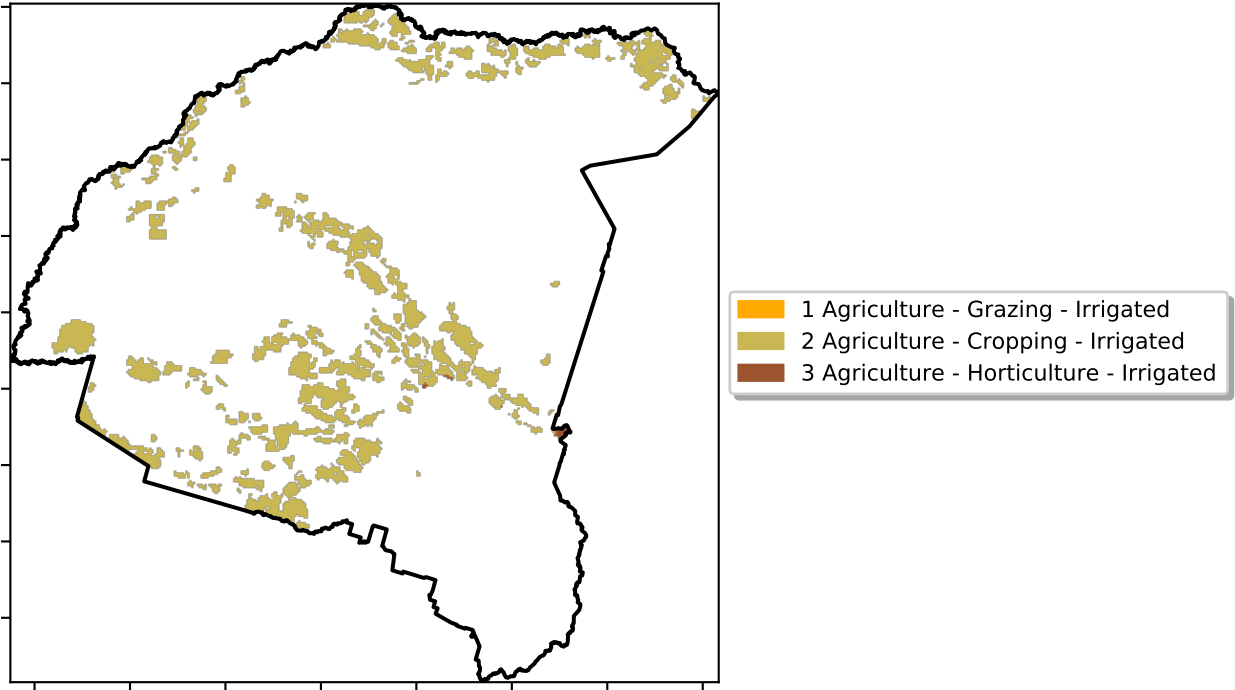 1 Agriculture - Grazing - Irrigated
2 Agriculture - Cropping - Irrigated
3 Agriculture - Horticulture - Irrigated